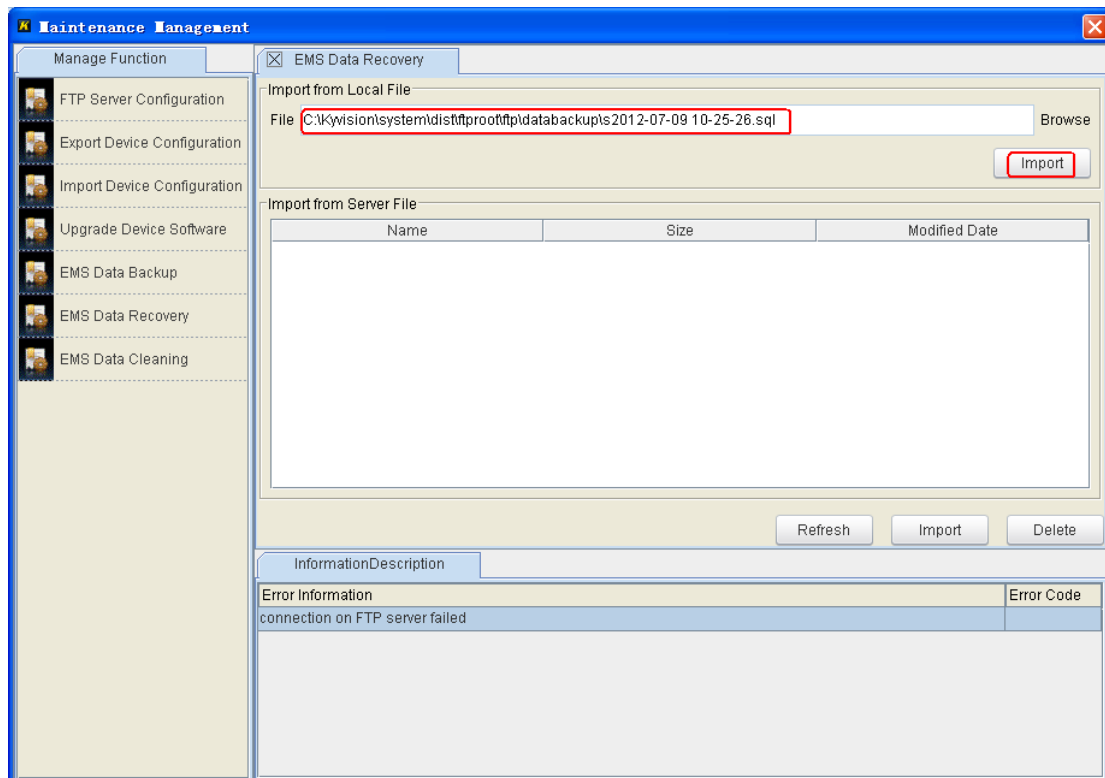 Maintenance Management
Manage Function
FTP Server Configuration
Export Device Configuration
Import Device Configuration
Upgrade Device Software
EMS Data Backup
EMS Data Recovery
EMS Data Cleaning
EMS Data Recovery
Import from Local File
File C:\Kyvision\system\dist\ftproot\ftp\databackup\s2012-07-09 10-25-26.sql Browse
Import
Import from Server File
Name Size Modified Date
Refresh Import Delete
InformationDescription
Error Information Error Code
connection on FTP server failed